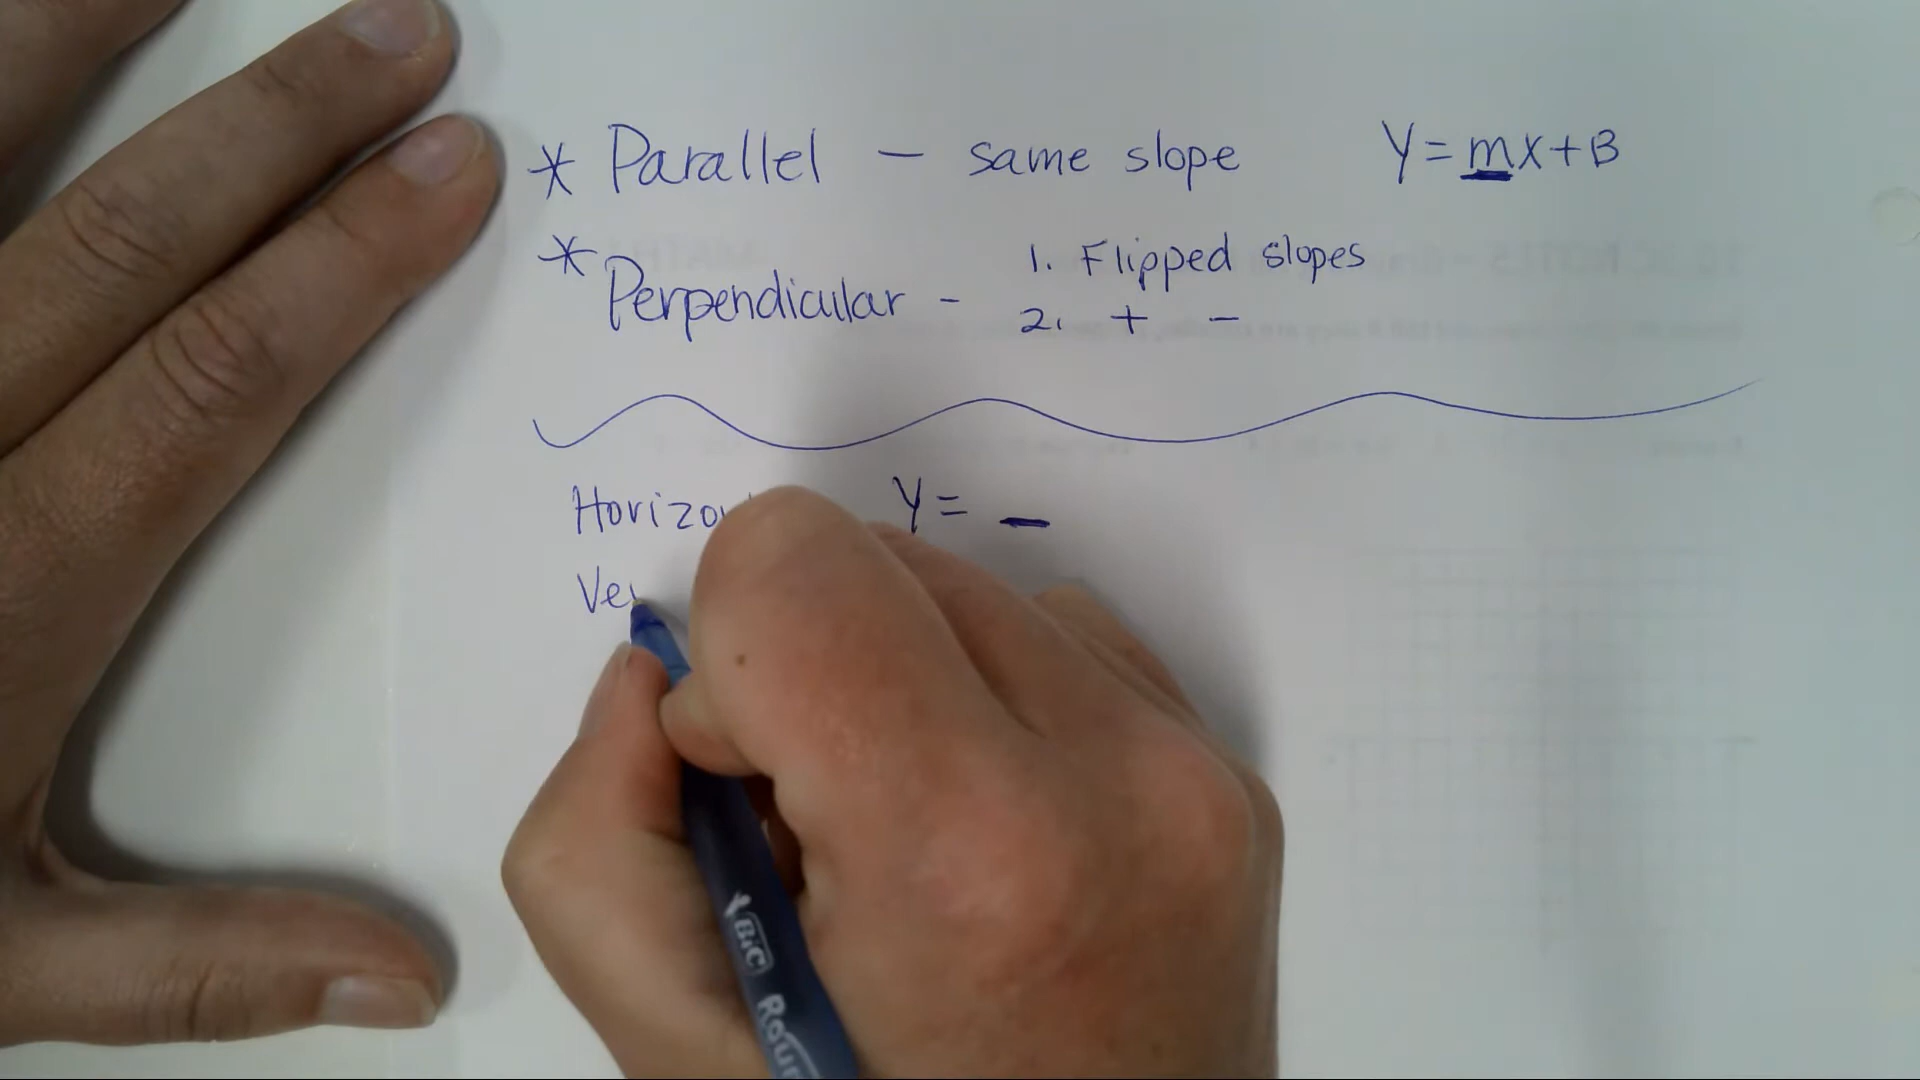 * Parallel — same slope Y = mx + B
* Perpendicular - 1. Flipped slopes
2. + -
Y = _
BIC